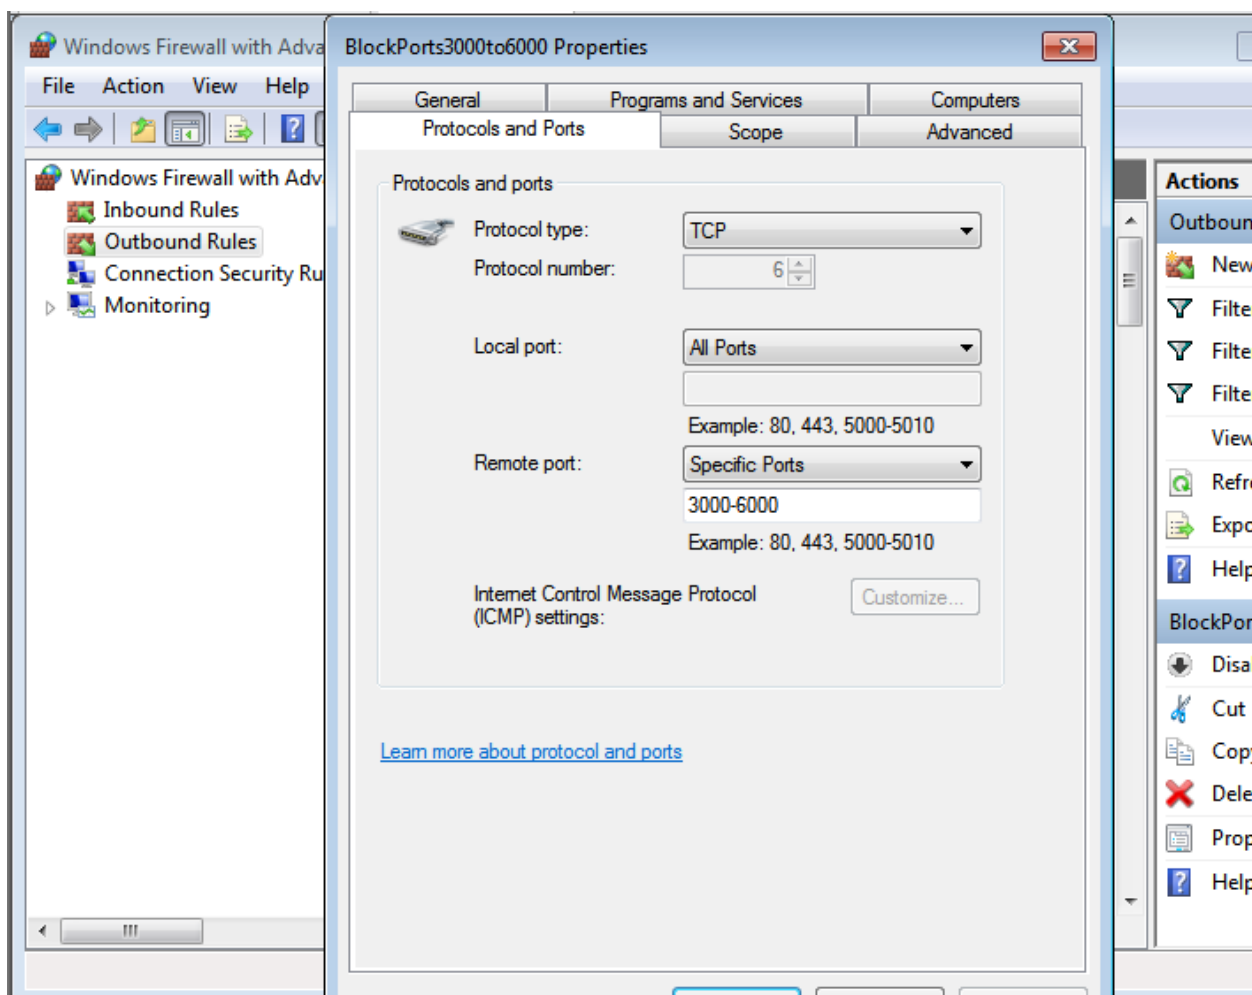 Windows Firewall with Adva
BlockPorts3000to6000 Properties
File Action View Help
General Programs and Services Computers
Protocols and Ports Scope Advanced
Windows Firewall with Adv
Inbound Rules
Outbound Rules
Connection Security Ru
Monitoring
Protocols and ports
Protocol type: TCP
Protocol number: 6
Local port: All Ports
Example: 80, 443, 5000-5010
Remote port: Specific Ports
3000-6000
Example: 80, 443, 5000-5010
Internet Control Message Protocol
(ICMP) settings:
Customize...
Learn more about protocol and ports
Actions
Outboun
New
Filte
Filte
Filte
View
Refre
Expo
Help
BlockPor
Disa
Cut
Copy
Dele
Prop
Help